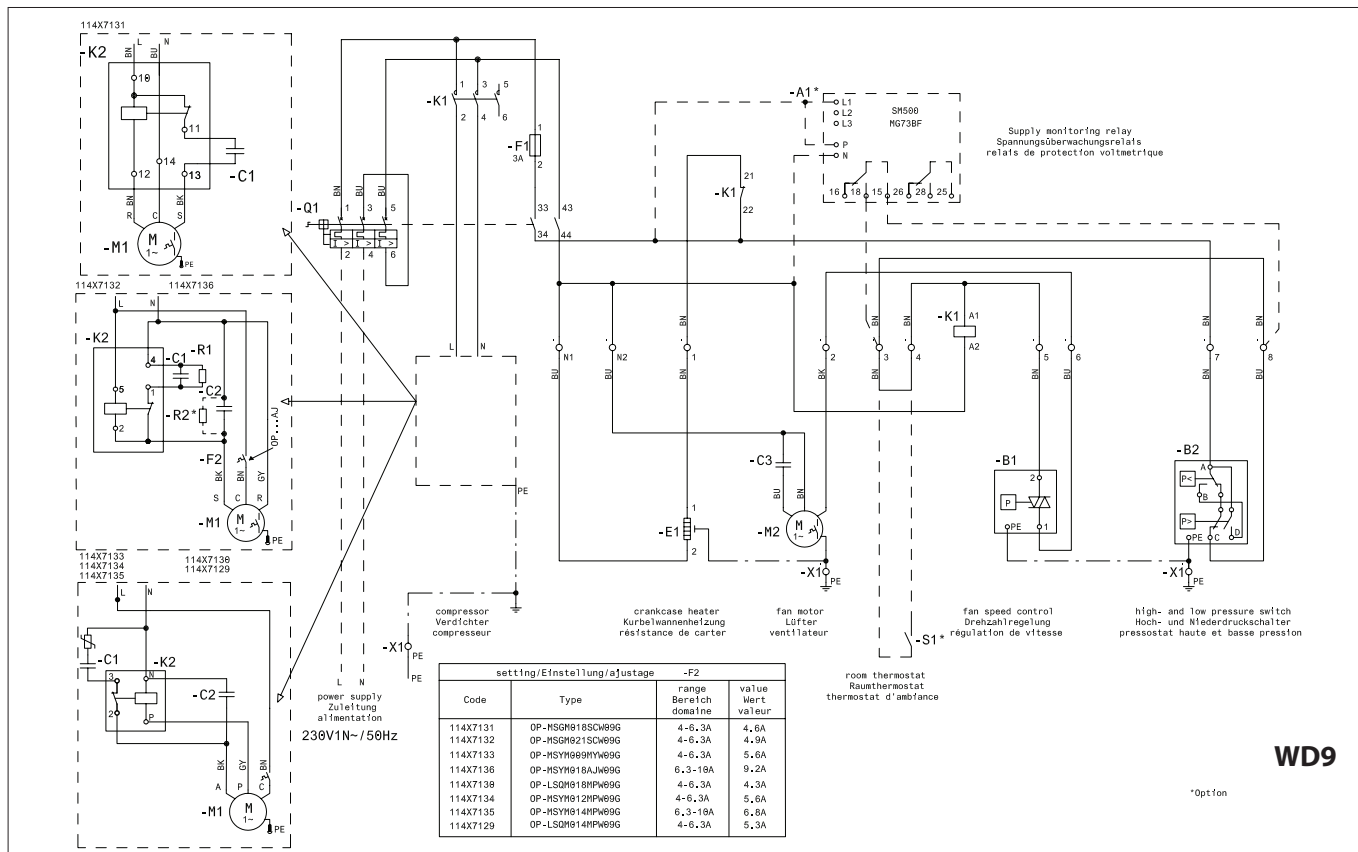 114X7131
L N
BN BU
-K2
10
11
14
12
13
-C1
BN BK
R C S
-M1
M
1~
PE
114X7132 114X7136
L N
-K2
4
-C1
-R1
5
1
-C2
2
-R2*
OP...AJ
-F2
BK BN GY
S C R
-M1
M
1~
PE
114X7133
114X7134
114X7135
114X7130
114X7129
L N
-C1
-K2
3 N
-C2
2 P
BK GY BN
A P C
-M1
M
1~
PE
-K1
1 3 5
2 4 6
-F1
3A
1
2
BN BU BU
-Q1
1 3 5
I > I > I >
2 4 6
33 43
34 44
L N
PE
compressor
Verdichter
compresseur
-X1
PE
PE
L N
power supply
Zuleitung
alimentation
230V1N~/50Hz
-A1*
L1
L2
L3
P
N
SM500
MG73BF
16 18 15 26 28 25
Supply monitoring relay
Spannungsüberwachungsrelais
relais de protection voltmetrique
21
-K1
22
-K1
A1
A2
BN BN BN BN BU BN BN
N1 N2 1 2 3 4 5 6 7 8
BU BU BN BK BN BN BN BU BN BU
-C3
BU BN
-M2
M
1~
-X1
PE
1
-E1
2
-B1
2
P
PE 1
-B2
A
P<
B
P>
D
PE C
-X1
PE
crankcase heater
Kurbelwannenheizung
résistance de carter
fan motor
Lüfter
ventilateur
-S1*
room thermostat
Raumthermostat
thermostat d'ambiance
fan speed control
Drehzahlregelung
régulation de vitesse
high- and low pressure switch
Hoch- und Niederdruckschalter
pressostat haute et basse pression
setting/Einstellung/ajustage -F2
Code Type range Bereich domaine value Wert valeur
114X7131 OP-MSGM018SCW09G 4-6.3A 4.6A
114X7132 OP-MSGM021SCW09G 4-6.3A 4.9A
114X7133 OP-MSYM009MYW09G 4-6.3A 5.6A
114X7136 OP-MSYM018AJW09G 6.3-10A 9.2A
114X7130 OP-LSQM018MPW09G 4-6.3A 4.3A
114X7134 OP-MSYM012MPW09G 4-6.3A 5.6A
114X7135 OP-MSYM014MPW09G 6.3-10A 6.8A
114X7129 OP-LSQM014MPW09G 4-6.3A 5.3A
WD9
*Option